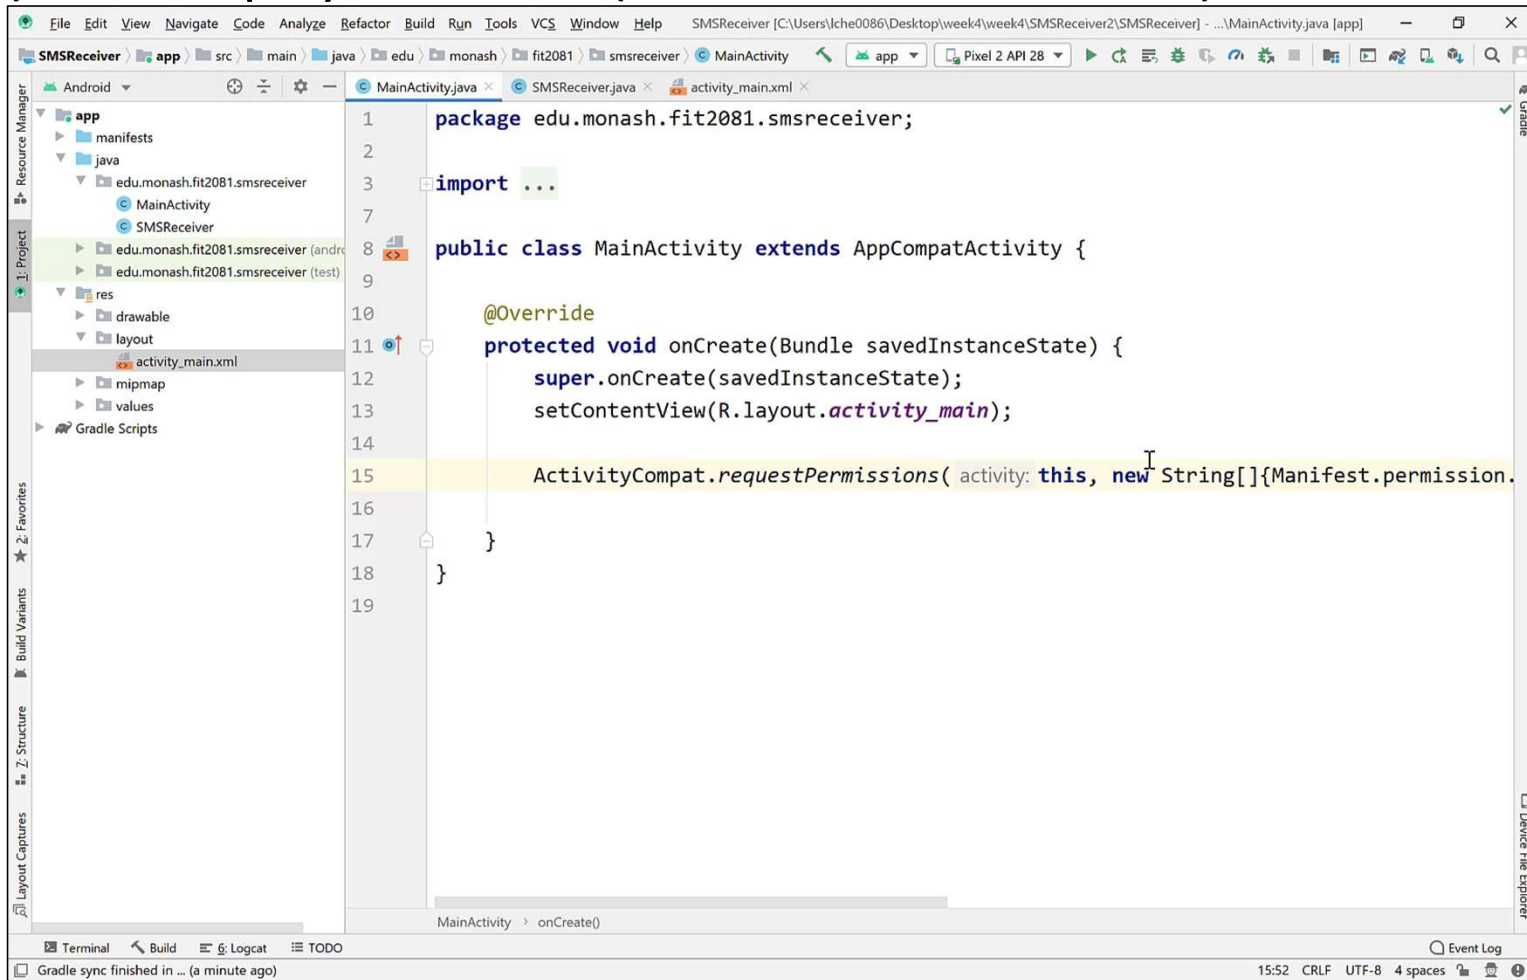 File Edit View Navigate Code Analyze Refactor Build Run Tools VCS Window Help SMSReceiver [C:\Users\lche0086\Desktop\week4\week4\SMSReceiver2\SMSReceiver] - ...\MainActivity.java [app]
SMSReceiver app src main java edu monash fit2081 smsreceiver MainActivity app Pixel 2 API 28
Android
MainActivity.java SMSReceiver.java activity_main.xml
app
manifests
java
edu.monash.fit2081.smsreceiver
MainActivity
SMSReceiver
edu.monash.fit2081.smsreceiver (andro
edu.monash.fit2081.smsreceiver (test)
res
drawable
layout
activity_main.xml
mipmap
values
Gradle Scripts
1 package edu.monash.fit2081.smsreceiver;
2
3 import ...
7
8 public class MainActivity extends AppCompatActivity {
9
10 @Override
11 protected void onCreate(Bundle savedInstanceState) {
12 super.onCreate(savedInstanceState);
13 setContentView(R.layout.activity_main);
14
15 ActivityCompat.requestPermissions( activity: this, new String[]{Manifest.permission.
16
17 }
18 }
19
Resource Manager
1: Project
2: Favorites
Build Variants
7: Structure
Layout Captures
Gradle
Device File Explorer
MainActivity > onCreate()
Terminal Build 6: Logcat TODO Event Log
Gradle sync finished in ... (a minute ago) 15:52 CRLF UTF-8 4 spaces